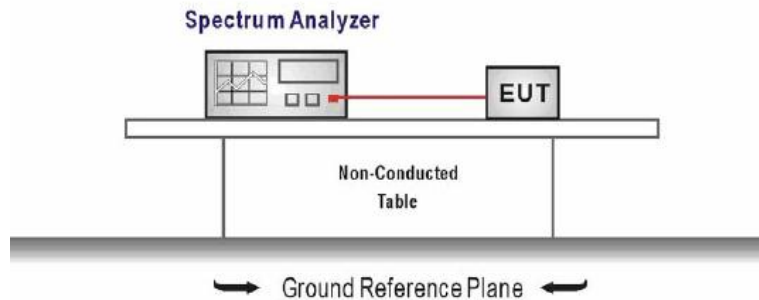 Spectrum Analyzer
EUT
Non-Conducted
Table
Ground Reference Plane